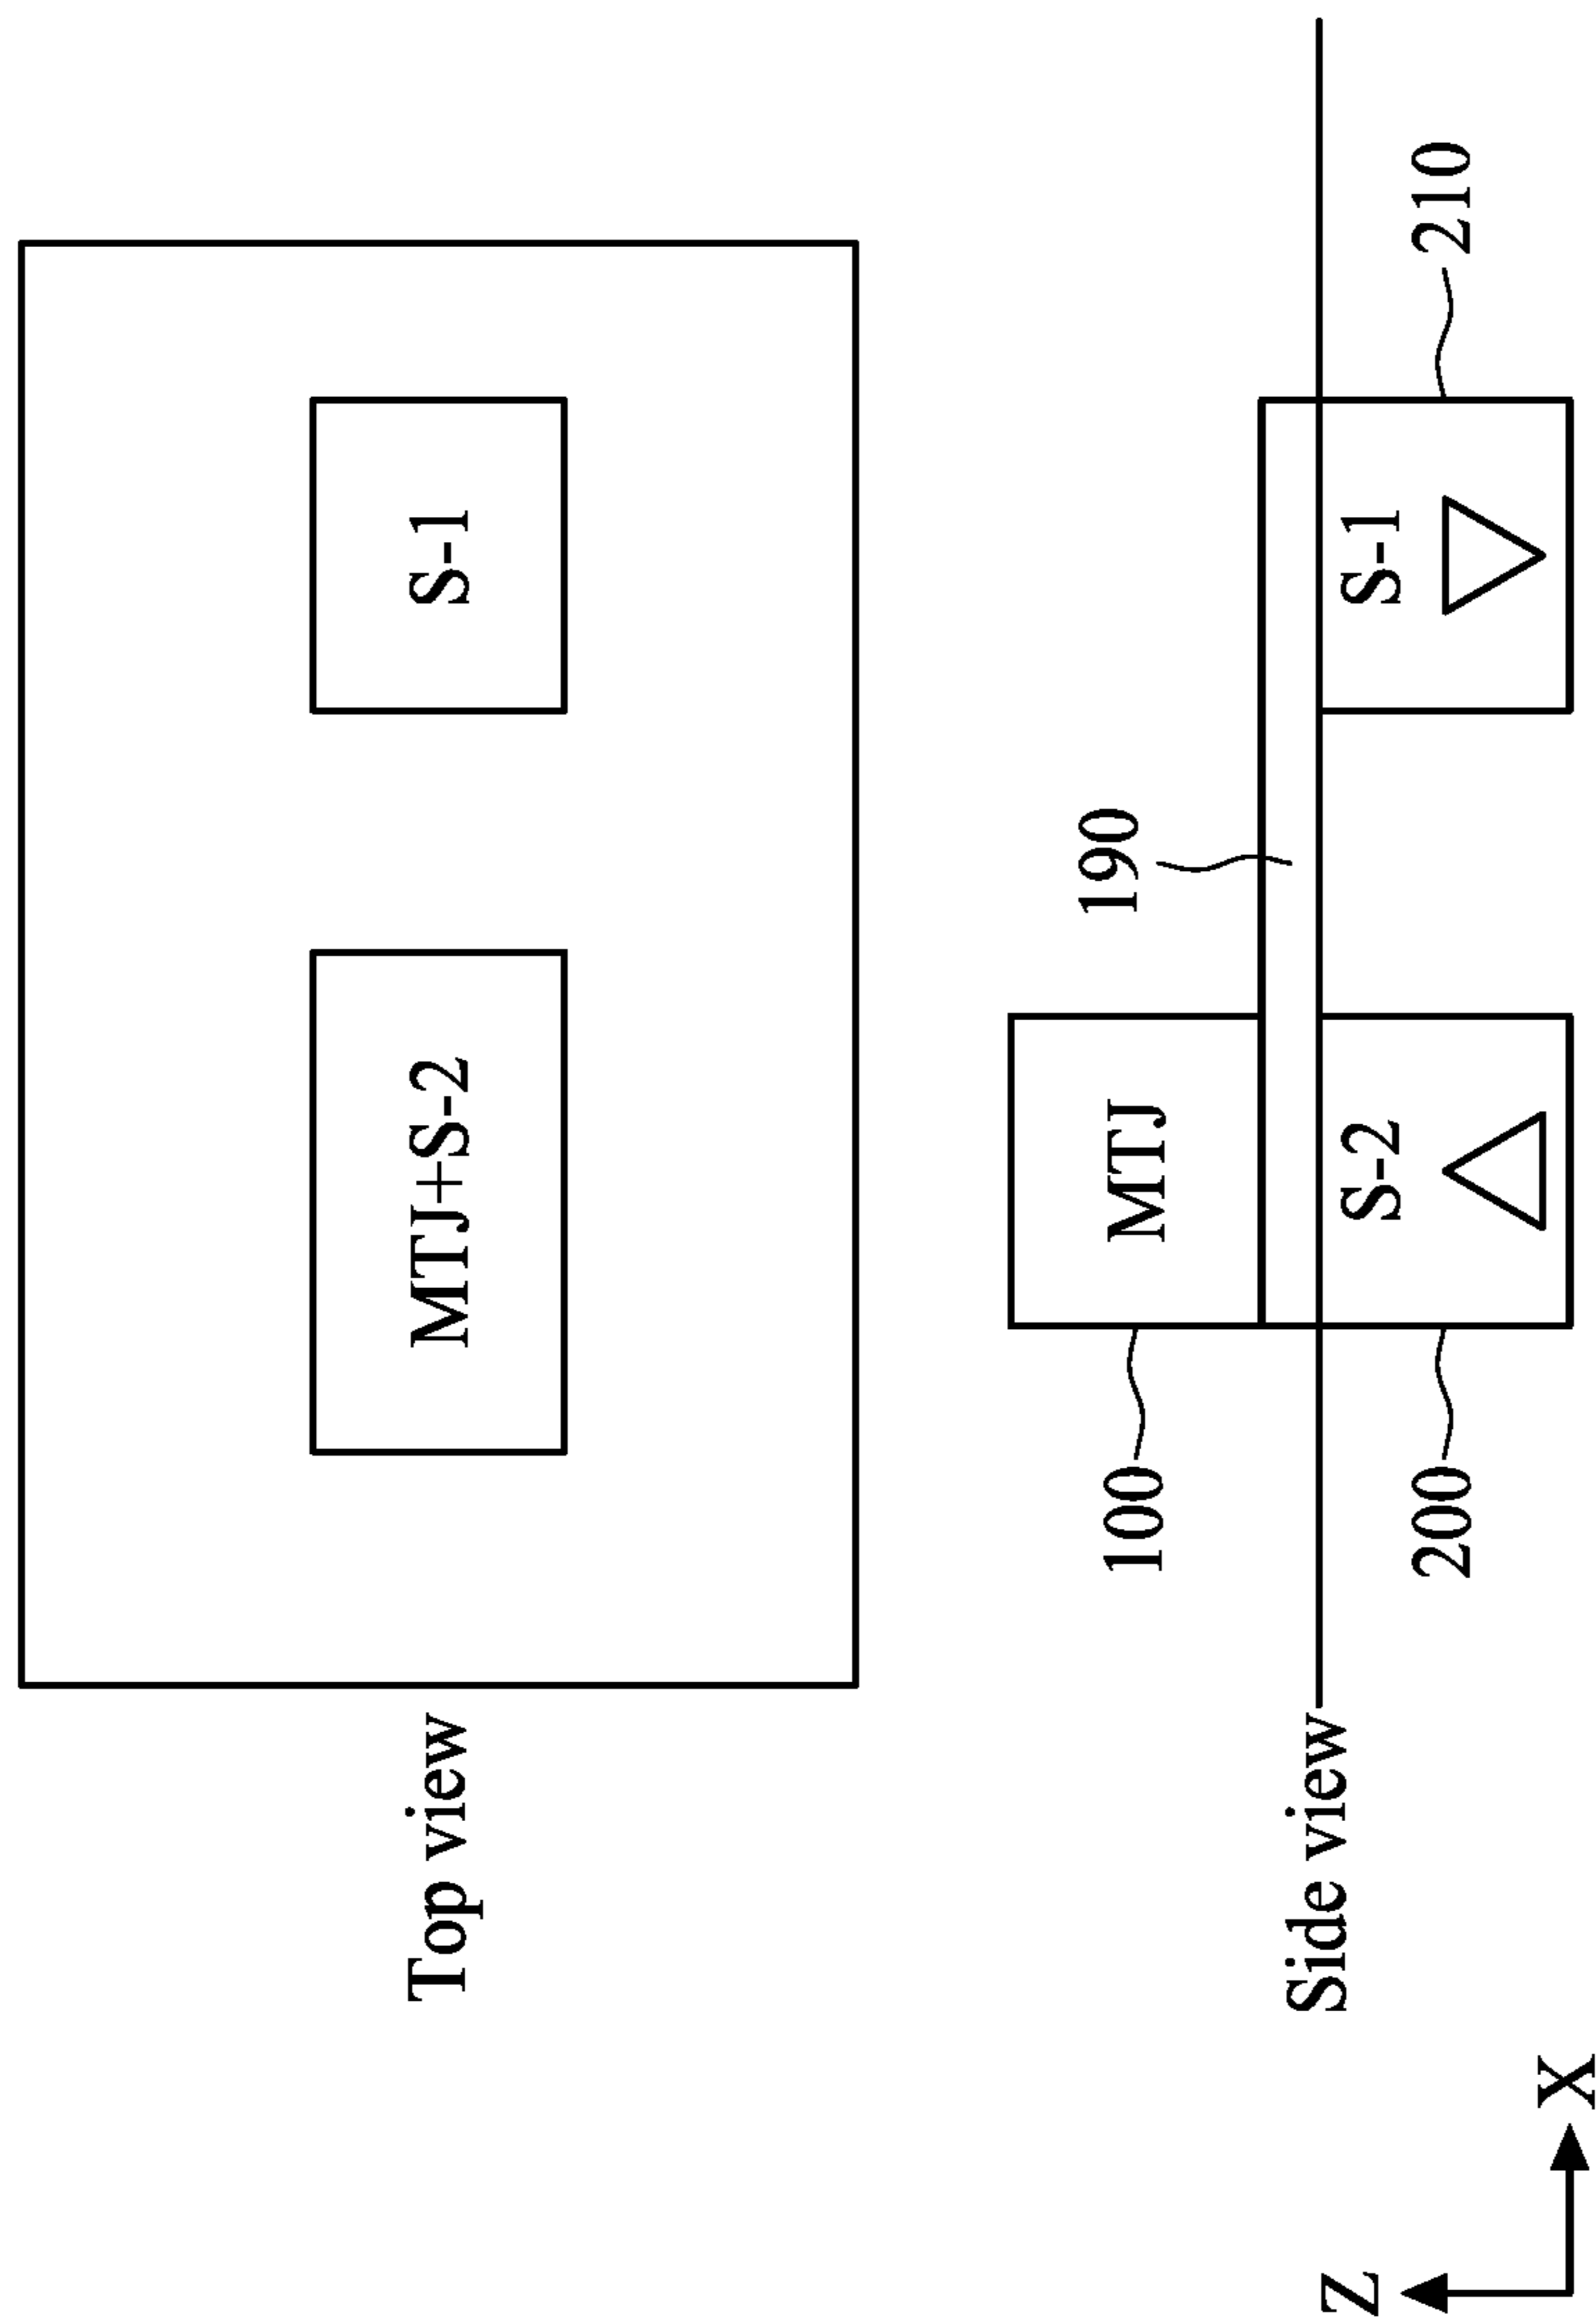 Top view
MTJ+S-2
S-1
190
100
MTJ
Side view
S-2
S-1
200
210
Z
X